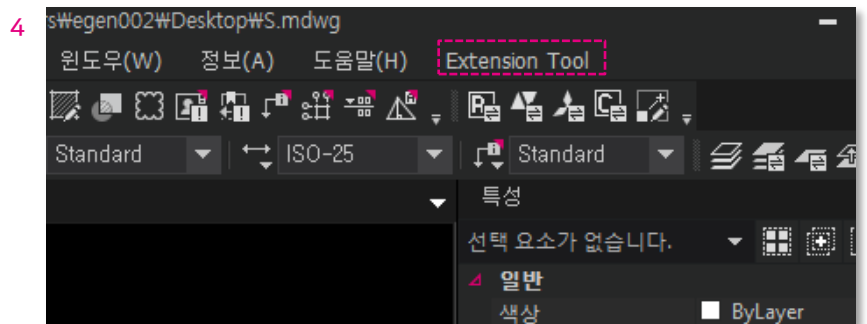 4
s₩egen002₩Desktop₩S.mdwg
윈도우(W) 정보(A) 도움말(H) Extension Tool
Standard ISO-25 Standard
특성
선택 요소가 없습니다.
일반
색상 ByLayer